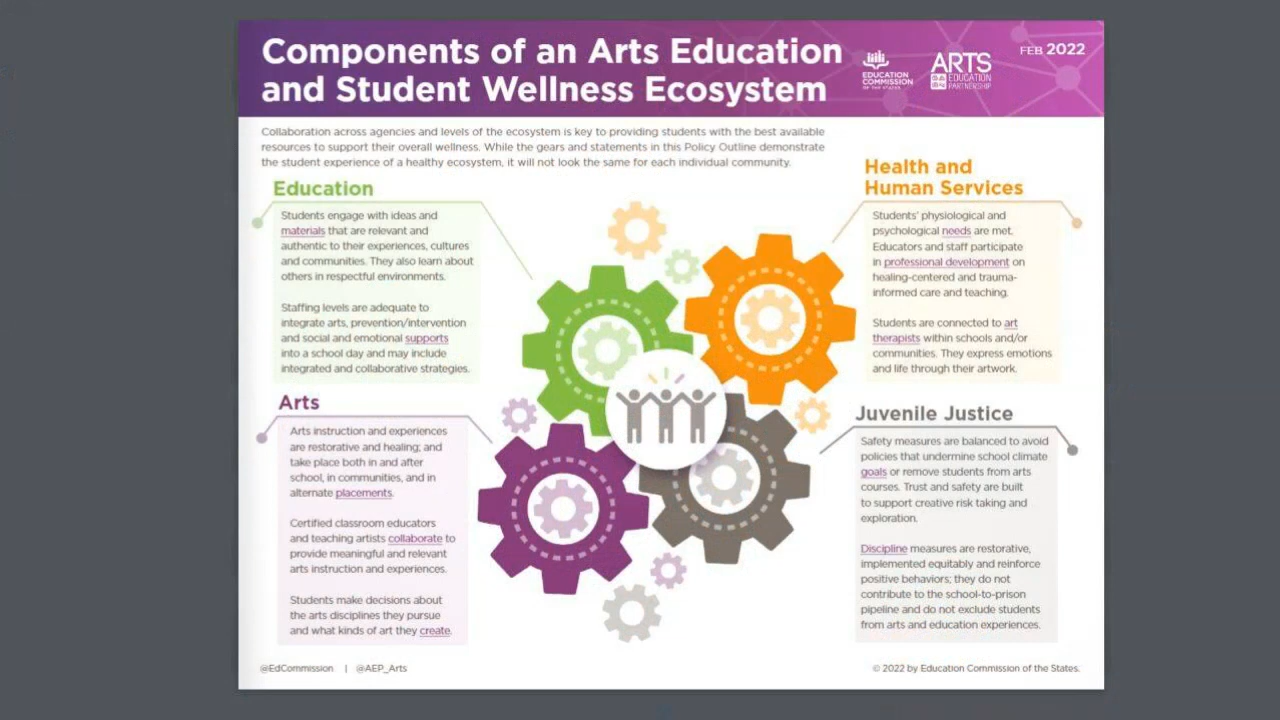 Components of an Arts Education
and Student Wellness Ecosystem
EDUCATION
COMMISSION
OF THE STATES
ARTS
EDUCATION
PARTNERSHIP
FEB 2022
Collaboration across agencies and levels of the ecosystem is key to providing students with the best available
resources to support their overall wellness. While the gears and statements in this Policy Outline demonstrate
the student experience of a healthy ecosystem, it will not look the same for each individual community.
Education
Students engage with ideas and
materials that are relevant and
authentic to their experiences, cultures
and communities. They also learn about
others in respectful environments.
Staffing levels are adequate to
integrate arts, prevention/intervention
and social and emotional supports
into a school day and may include
integrated and collaborative strategies.
Health and
Human Services
Students' physiological and
psychological needs are met.
Educators and staff participate
in professional development on
healing-centered and trauma-
informed care and teaching.
Students are connected to art
therapists within schools and/or
communities. They express emotions
and life through their artwork.
Arts
Arts instruction and experiences
are restorative and healing; and
take place both in and after
school, in communities, and in
alternate placements.
Certified classroom educators
and teaching artists collaborate to
provide meaningful and relevant
arts instruction and experiences.
Students make decisions about
the arts disciplines they pursue
and what kinds of art they create.
Juvenile Justice
Safety measures are balanced to avoid
policies that undermine school climate
goals or remove students from arts
courses. Trust and safety are built
to support creative risk taking and
exploration.
Discipline measures are restorative,
implemented equitably and reinforce
positive behaviors; they do not
contribute to the school-to-prison
pipeline and do not exclude students
from arts and education experiences.
@EdCommission | @AEP_Arts
© 2022 by Education Commission of the States.